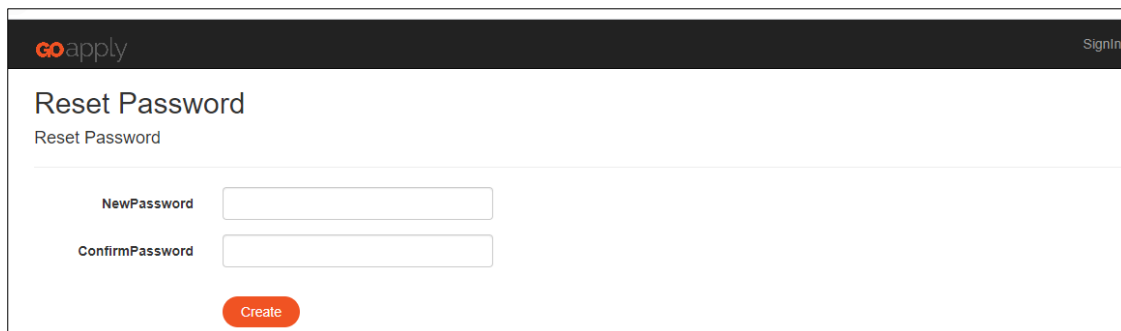 GOapply
SignIn
Reset Password
Reset Password
NewPassword
ConfirmPassword
Create